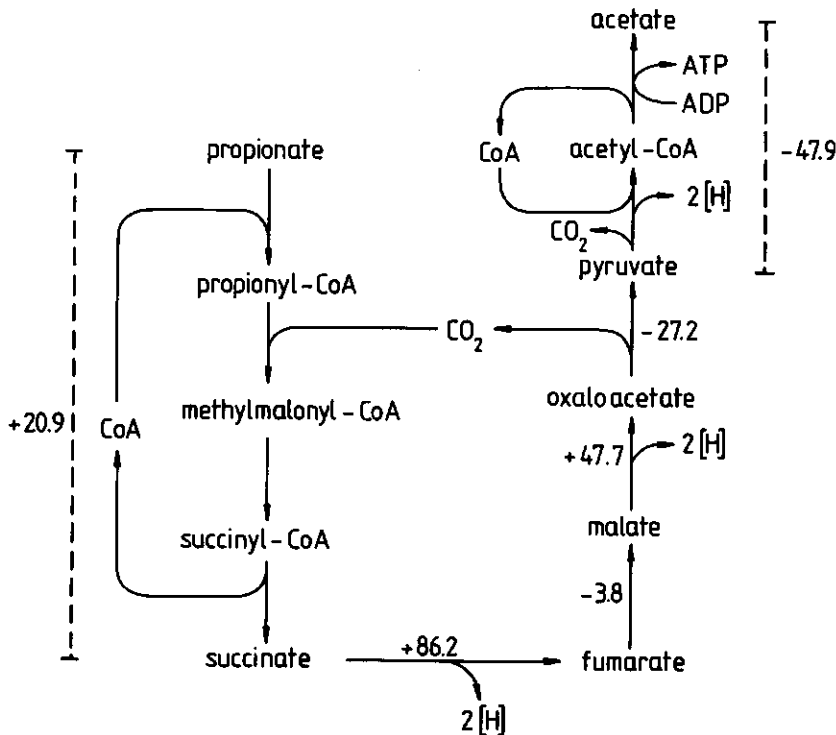 acetate
ATP
ADP
CoA
acetyl-CoA
-47.9
propionate
2[H]
CO2
pyruvate
propionyl-CoA
CO2
-27.2
methylmalonyl-CoA
oxaloacetate
+20.9
CoA
+47.7
2[H]
succinyl-CoA
malate
-3.8
+86.2
succinate
fumarate
2[H]